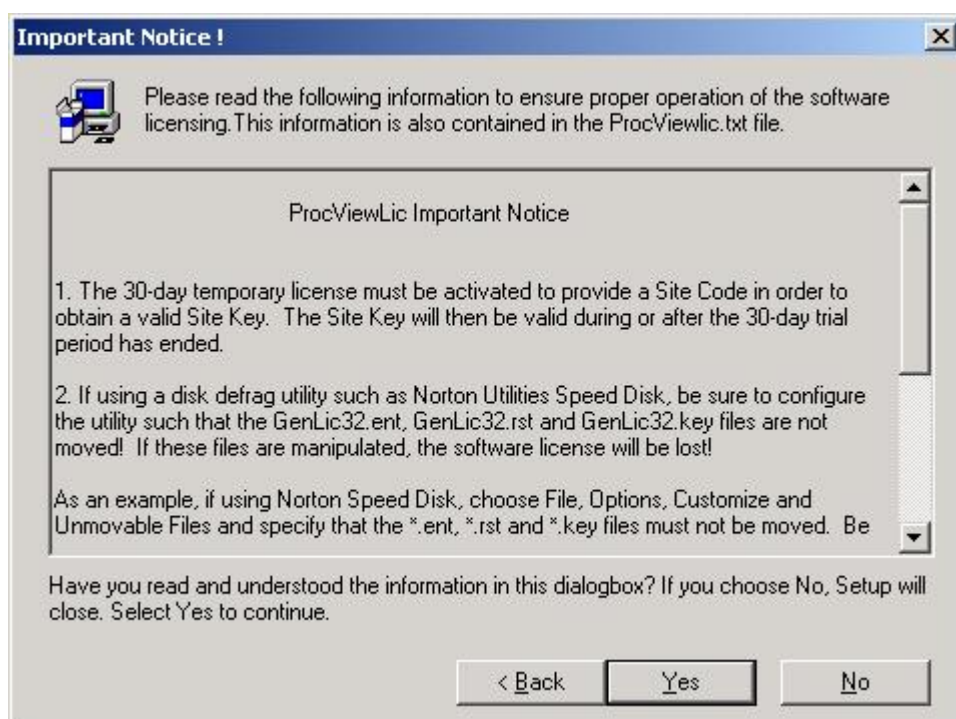 Important Notice !
Please read the following information to ensure proper operation of the software
licensing.This information is also contained in the ProcViewlic.txt file.
ProcViewLic Important Notice
1. The 30-day temporary license must be activated to provide a Site Code in order to
obtain a valid Site Key.  The Site Key will then be valid during or after the 30-day trial
period has ended.
2. If using a disk defrag utility such as Norton Utilities Speed Disk, be sure to configure
the utility such that the GenLic32.ent, GenLic32.rst and GenLic32.key files are not
moved!  If these files are manipulated, the software license will be lost!
As an example, if using Norton Speed Disk, choose File, Options, Customize and
Unmovable Files and specify that the *.ent, *.rst and *.key files must not be moved.  Be
Have you read and understood the information in this dialogbox? If you choose No, Setup will
close. Select Yes to continue.
< Back
Yes
No